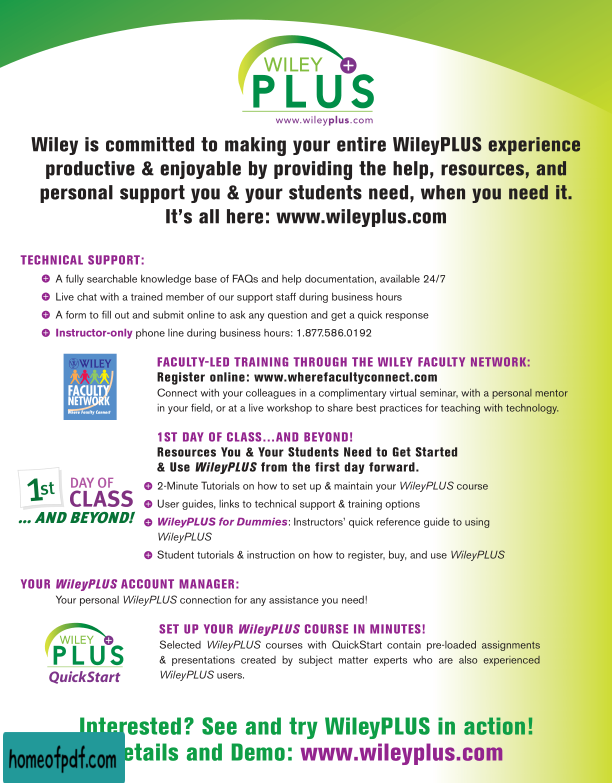 WILEY
PLUS
www.wileyplus.com
Wiley is committed to making your entire WileyPLUS experience
productive & enjoyable by providing the help, resources, and
personal support you & your students need, when you need it.
It's all here: www.wileyplus.com
TECHNICAL SUPPORT:
A fully searchable knowledge base of FAQs and help documentation, available 24/7
Live chat with a trained member of our support staff during business hours
A form to fill out and submit online to ask any question and get a quick response
Instructor-only phone line during business hours: 1.877.586.0192
WILEY
FACULTY
NETWORK
Where Faculty Connect
FACULTY-LED TRAINING THROUGH THE WILEY FACULTY NETWORK:
Register online: www.wherefacultyconnect.com
Connect with your colleagues in a complimentary virtual seminar, with a personal mentor
in your field, or at a live workshop to share best practices for teaching with technology.
1st DAY OF
CLASS
... AND BEYOND!
1ST DAY OF CLASS...AND BEYOND!
Resources You & Your Students Need to Get Started
& Use WileyPLUS from the first day forward.
2-Minute Tutorials on how to set up & maintain your WileyPLUS course
User guides, links to technical support & training options
WileyPLUS for Dummies: Instructors' quick reference guide to using
WileyPLUS
Student tutorials & instruction on how to register, buy, and use WileyPLUS
YOUR WileyPLUS ACCOUNT MANAGER:
Your personal WileyPLUS connection for any assistance you need!
WILEY
PLUS
QuickStart
SET UP YOUR WileyPLUS COURSE IN MINUTES!
Selected WileyPLUS courses with QuickStart contain pre-loaded assignments
& presentations created by subject matter experts who are also experienced
WileyPLUS users.
Interested? See and try WileyPLUS in action!
etails and Demo: www.wileyplus.com
homeofpdf.com